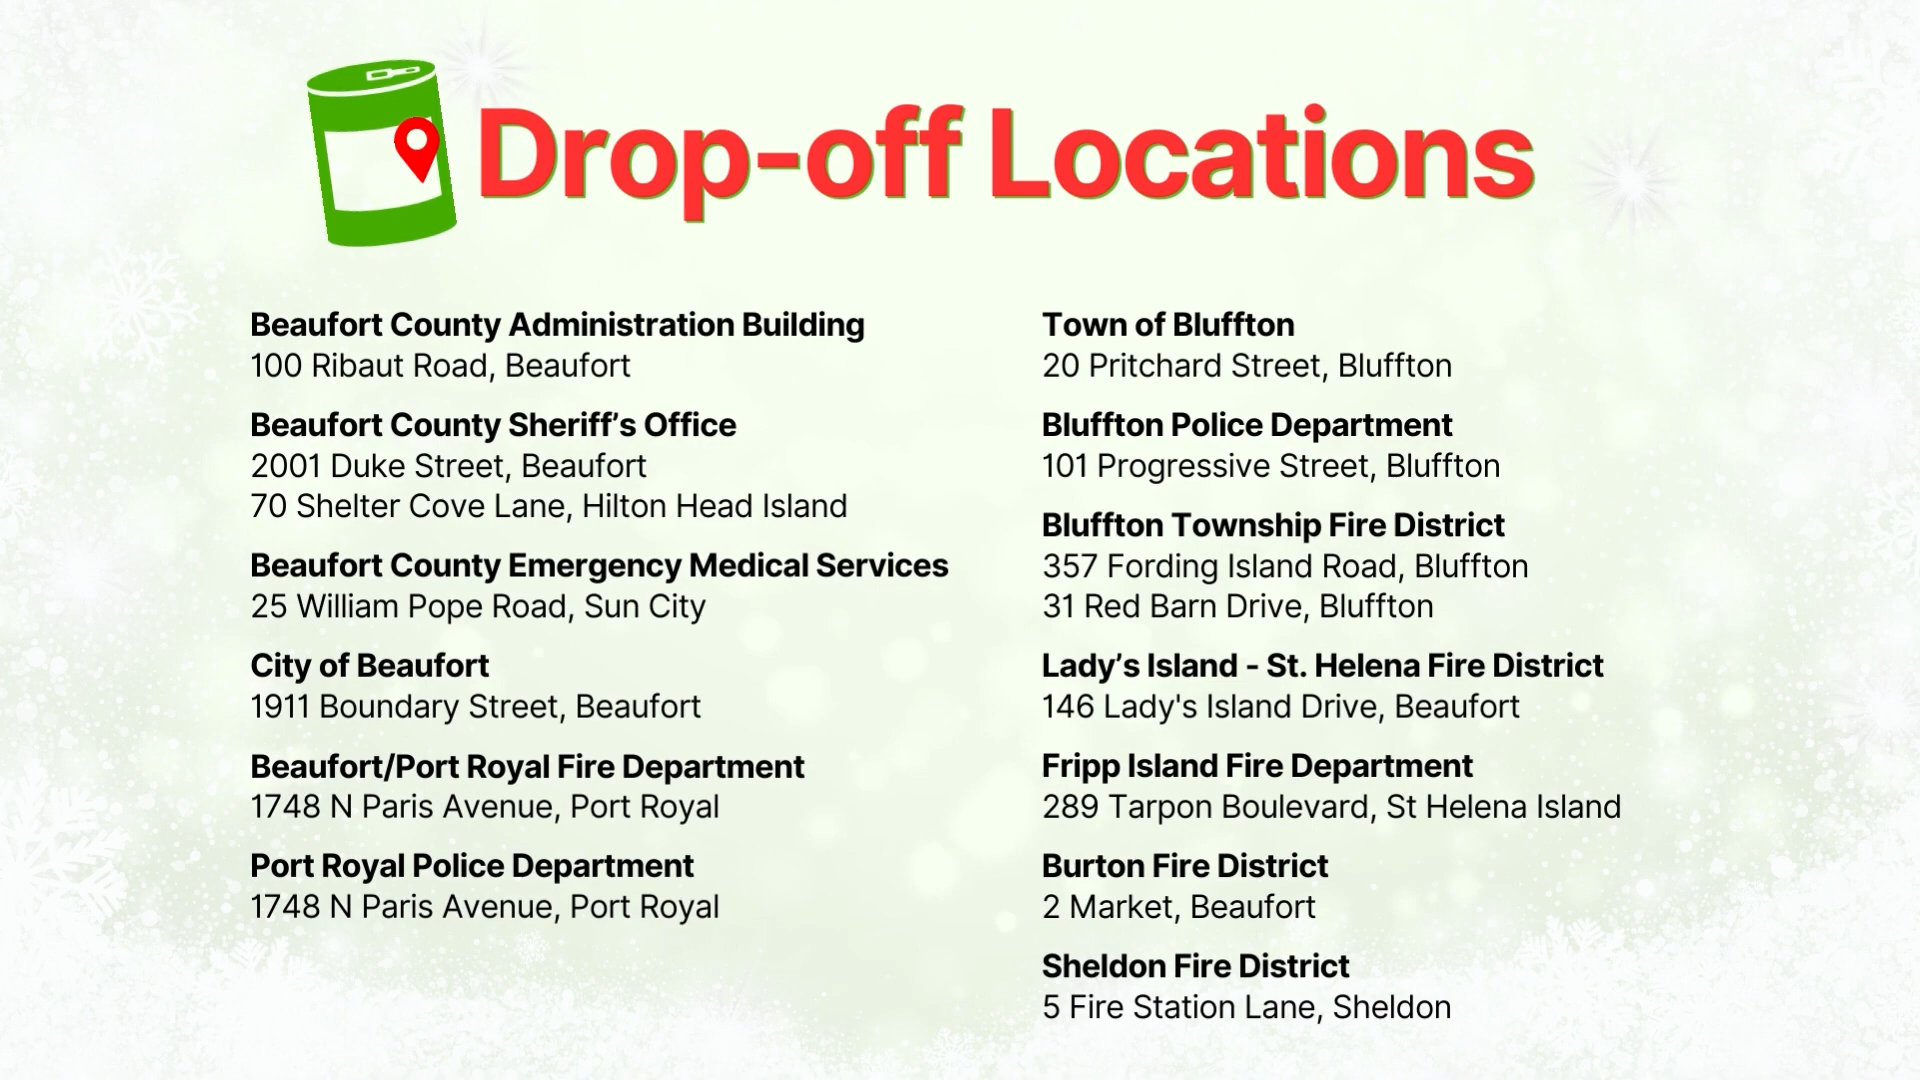 Drop-off Locations
Beaufort County Administration Building
100 Ribaut Road, Beaufort
Beaufort County Sheriff’s Office
2001 Duke Street, Beaufort
70 Shelter Cove Lane, Hilton Head Island
Beaufort County Emergency Medical Services
25 William Pope Road, Sun City
City of Beaufort
1911 Boundary Street, Beaufort
Beaufort/Port Royal Fire Department
1748 N Paris Avenue, Port Royal
Port Royal Police Department
1748 N Paris Avenue, Port Royal
Town of Bluffton
20 Pritchard Street, Bluffton
Bluffton Police Department
101 Progressive Street, Bluffton
Bluffton Township Fire District
357 Fording Island Road, Bluffton
31 Red Barn Drive, Bluffton
Lady’s Island - St. Helena Fire District
146 Lady's Island Drive, Beaufort
Fripp Island Fire Department
289 Tarpon Boulevard, St Helena Island
Burton Fire District
2 Market, Beaufort
Sheldon Fire District
5 Fire Station Lane, Sheldon